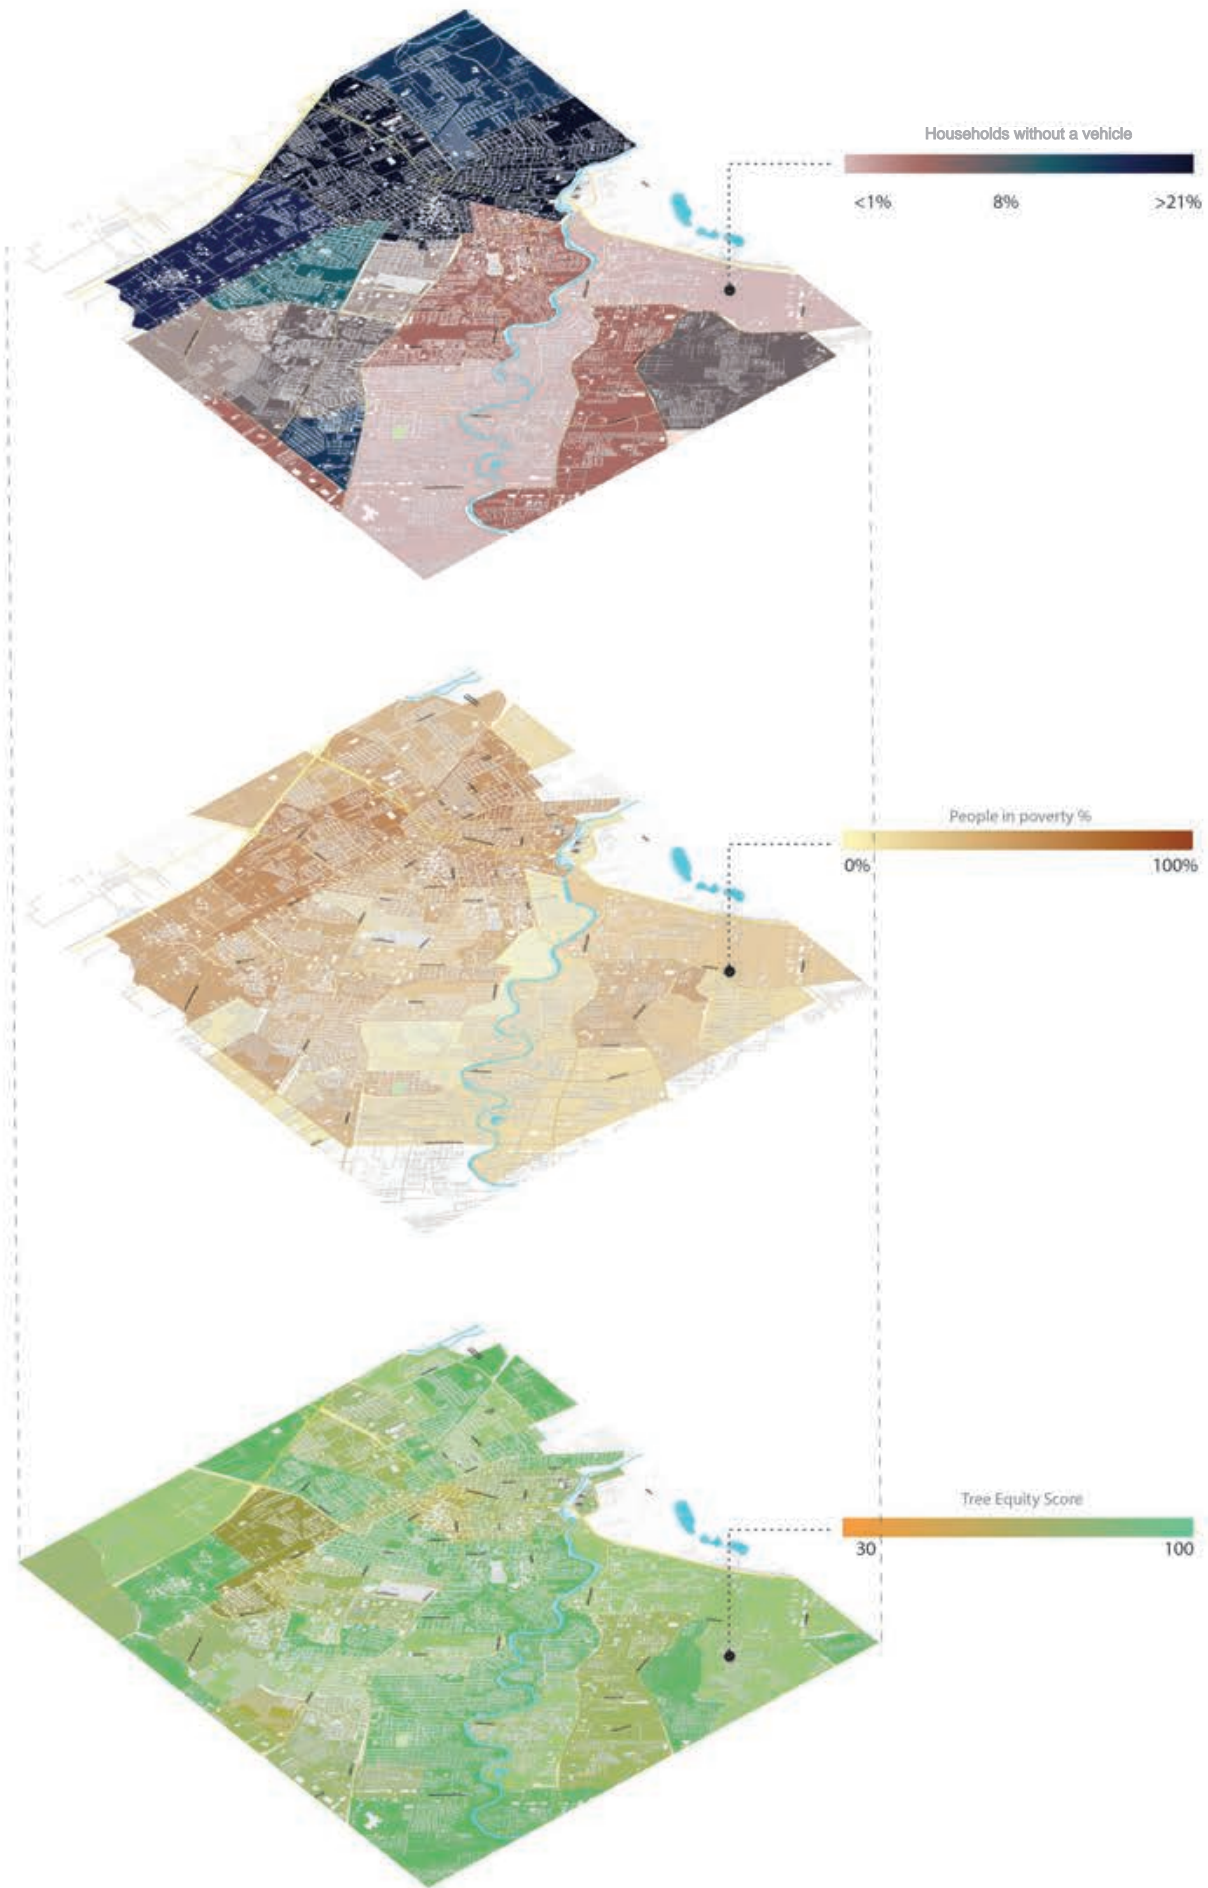 Households without a vehicle
<1% 8% >21%
People in poverty %
0% 100%
Tree Equity Score
30 100